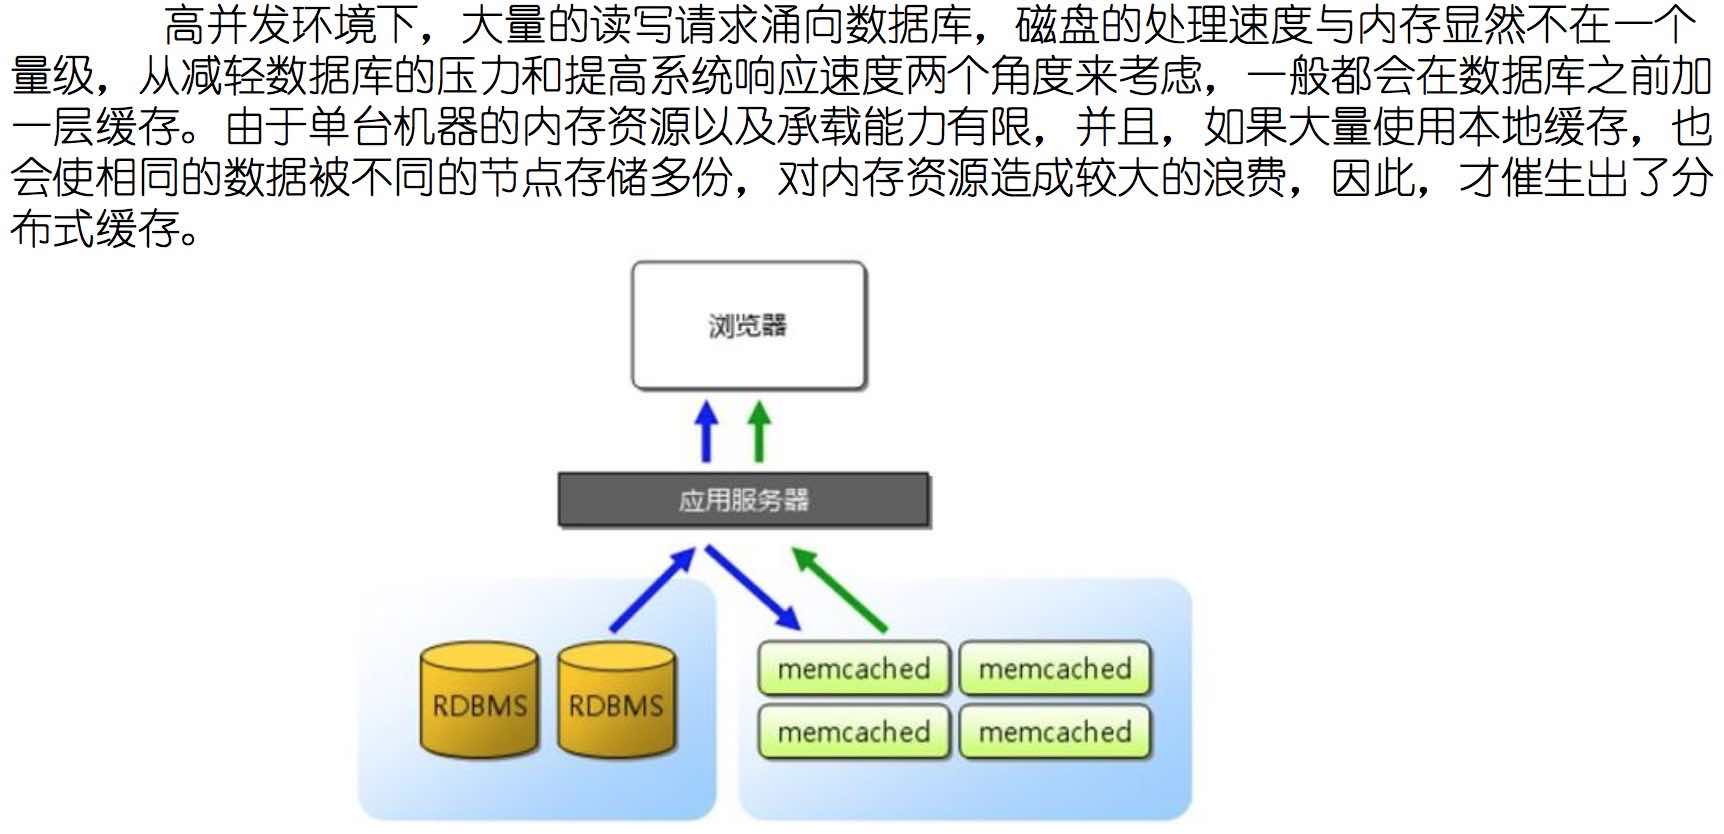 高并发环境下，大量的读写请求涌向数据库，磁盘的处理速度与内存显然不在一个
量级，从减轻数据库的压力和提高系统响应速度两个角度来考虑，一般都会在数据库之前加
一层缓存。由于单台机器的内存资源以及承载能力有限，并且，如果大量使用本地缓存，也
会使相同的数据被不同的节点存储多份，对内存资源造成较大的浪费，因此，才催生出了分
布式缓存。
浏览器
应用服务器
RDBMS RDBMS
memcached memcached
memcached memcached